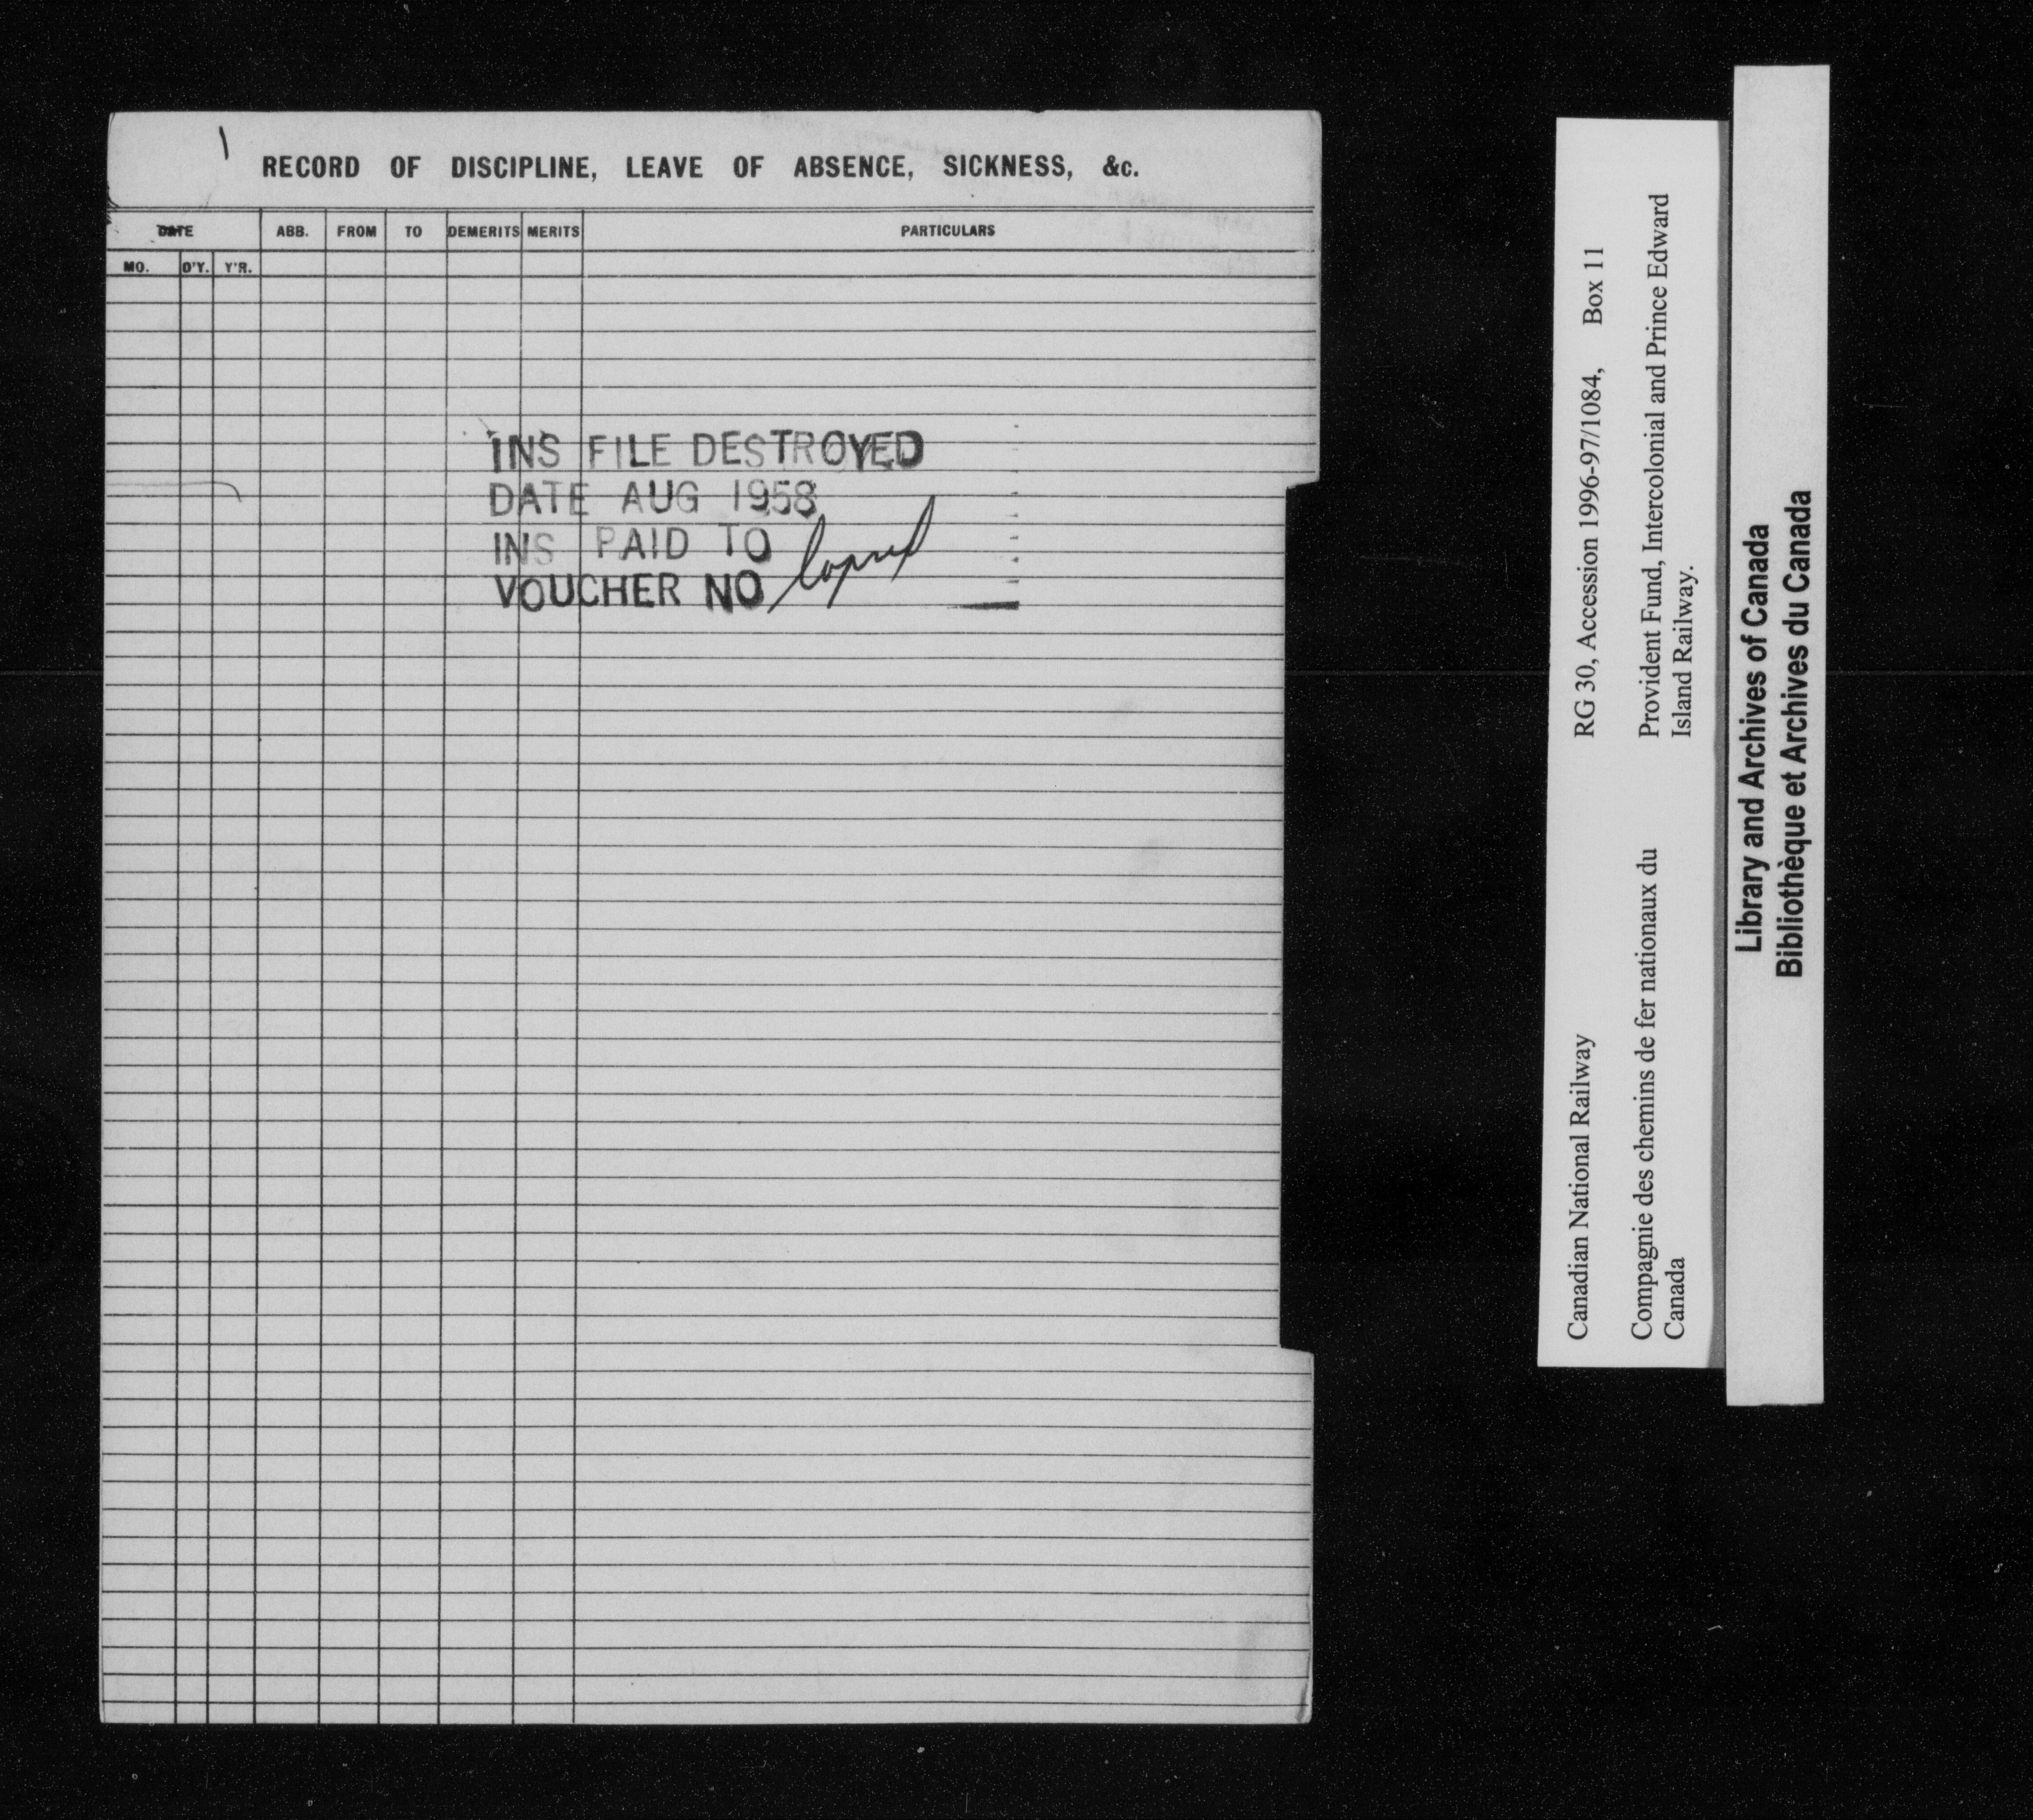 RECORD OF DISCIPLINE, LEAVE OF ABSENCE, SICKNESS, &c.
DATE ABB. FROM TO DEMERITS MERITS PARTICULARS
MO. D'Y. Y'R.
INS FILE DESTROYED
DATE AUG 1958
INS PAID TO
VOUCHER NO
Canadian National Railway RG 30, Accession 1996-97/1084, Box 11
Compagnie des chemins de fer nationaux du Provident Fund, Intercolonial and Prince Edward
Canada Island Railway.
Library and Archives of Canada
Bibliothèque et Archives du Canada